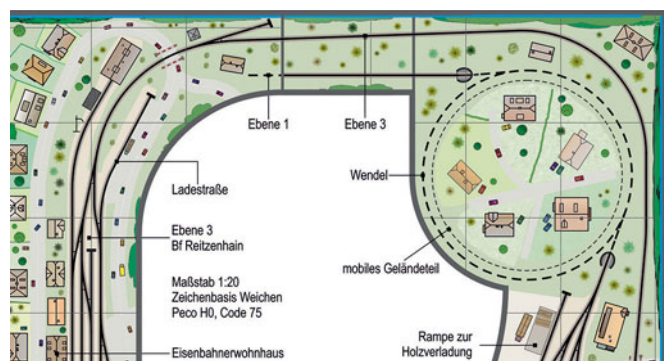 Ebene 1
Ebene 3
Wendel
Ladestraße
Ebene 3
Bf Reitzenhain
mobiles Geländeteil
Maßstab 1:20
Zeichenbasis Weichen
Peco H0, Code 75
Rampe zur
Holzverladung
Eisenbahnerwohnhaus